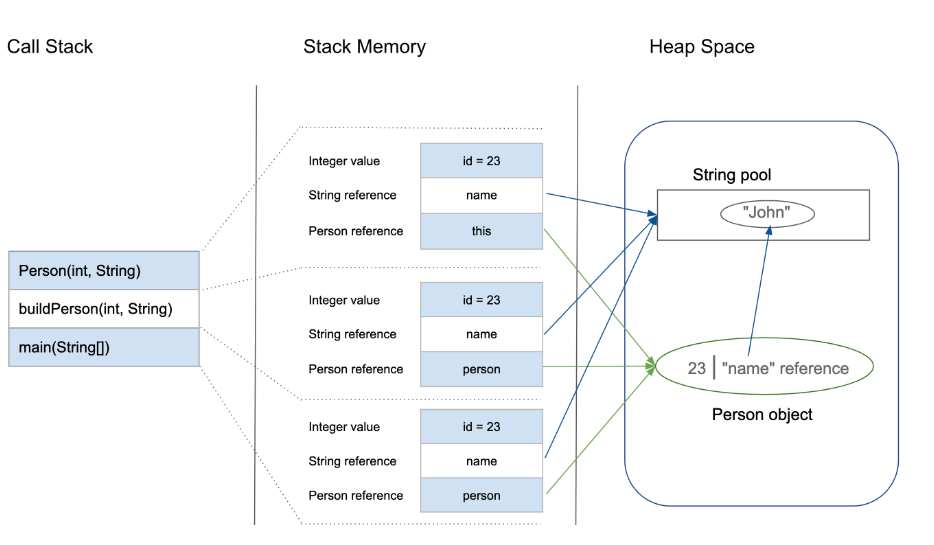 Call Stack
Stack Memory
Heap Space
Person(int, String)
buildPerson(int, String)
main(String[])
Integer value id = 23
String reference name
Person reference this
Integer value id = 23
String reference name
Person reference person
Integer value id = 23
String reference name
Person reference person
String pool
"John"
23 | "name" reference
Person object